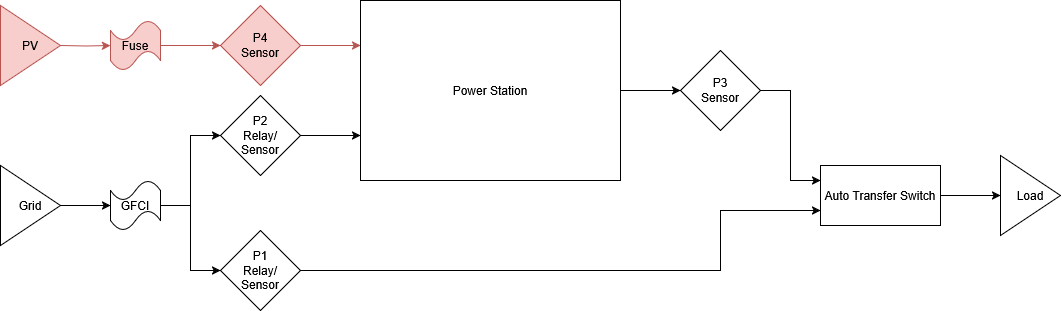 PV
Fuse
P4
Sensor
Power Station
P3
Sensor
P2
Relay/
Sensor
Grid
GFCI
Auto Transfer Switch
Load
P1
Relay/
Sensor